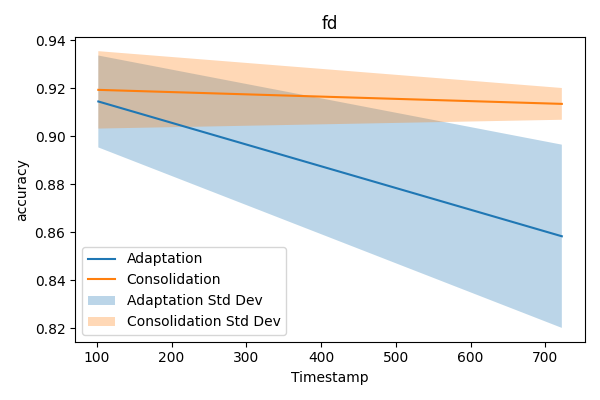 fd
0.94
0.92
0.90
0.88
0.86
0.84
0.82
accuracy
Adaptation
Consolidation
Adaptation Std Dev
Consolidation Std Dev
100 200 300 400 500 600 700
Timestamp